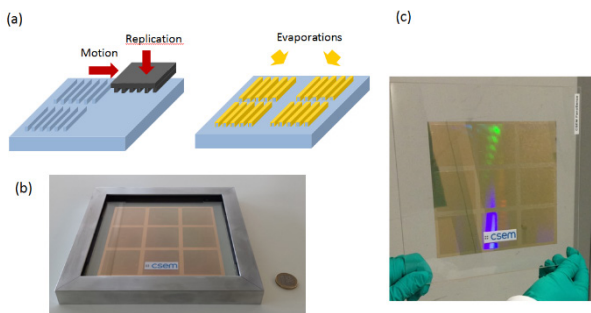 (a)
Replication
Motion
Evaporations
(b)
:: csem
(c)
:: csem